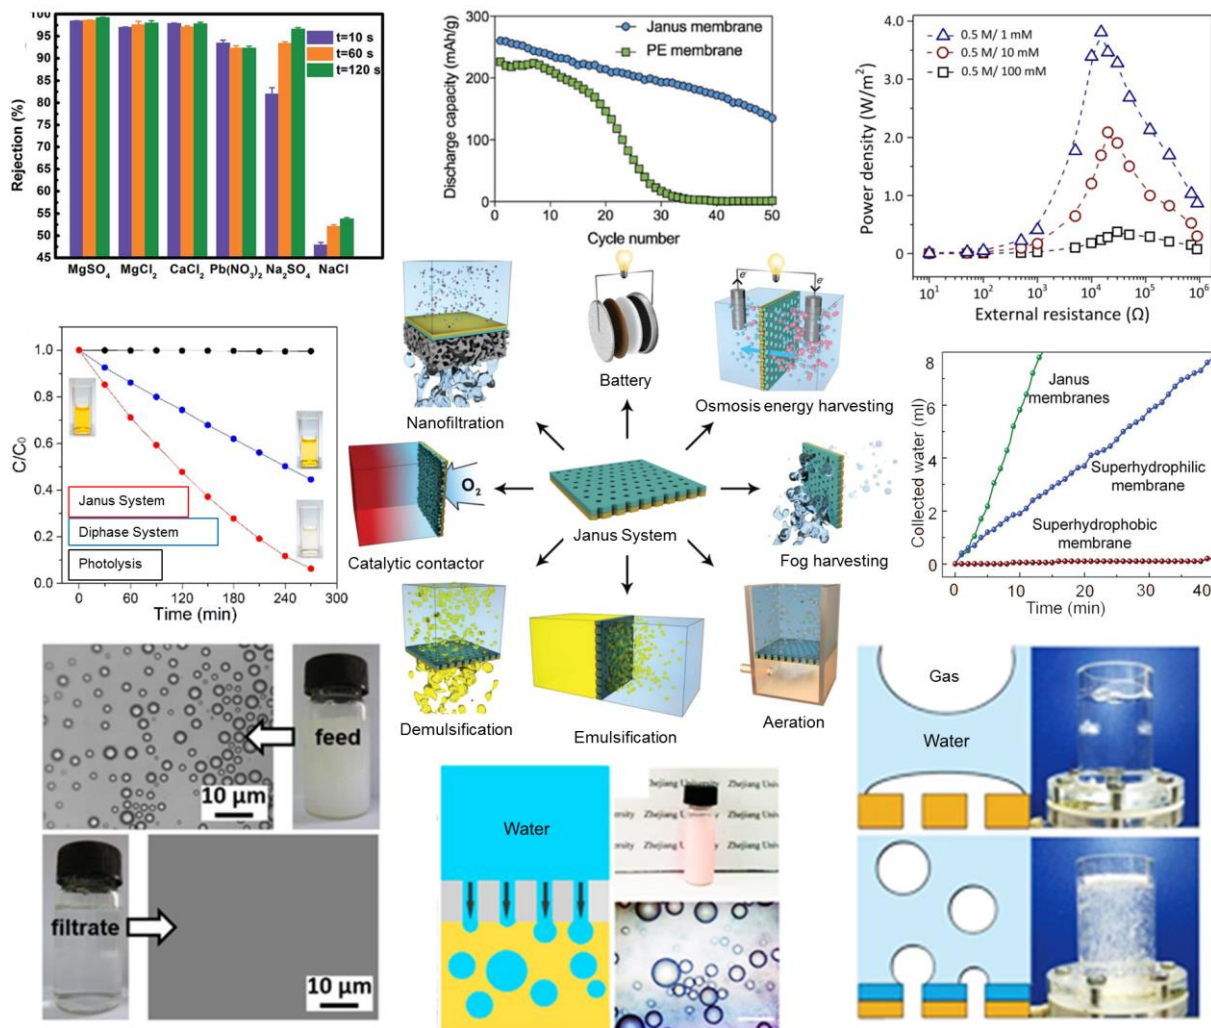 100
95
90
85
80
75
70
65
60
55
50
45
Rejection (%)
t=10 s
t=60 s
t=120 s
MgSO4 MgCl2 CaCl2 Pb(NO3)2 Na2SO4 NaCl
300
200
100
0
Discharge capacity (mAh/g)
Janus membrane
PE membrane
0 10 20 30 40 50
Cycle number
4.0
3.0
2.0
1.0
0
Power density (W/m²)
0.5 M/ 1 mM
0.5 M/ 10 mM
0.5 M/ 100 mM
10¹ 10² 10³ 10⁴ 10⁵ 10⁶
External resistance (Ω)
e⁻
e⁻
Nanofiltration
Battery
Osmosis energy harvesting
O₂
Catalytic contactor
Janus System
Fog harvesting
Demulsification
Emulsification
Aeration
1.0
0.8
0.6
0.4
0.2
0.0
C/C₀
Janus System
Diphase System
Photolysis
0 60 120 180 240 300
Time (min)
8
6
4
2
0
Collected water (ml)
Janus
membranes
Superhydrophilic
membrane
Superhydrophobic
membrane
0 10 20 30 40
Time (min)
feed
10 μm
filtrate
10 μm
Water
Zhejiang University Zhejiang Uni
ersity Zhejiang Univ
Gas
Water